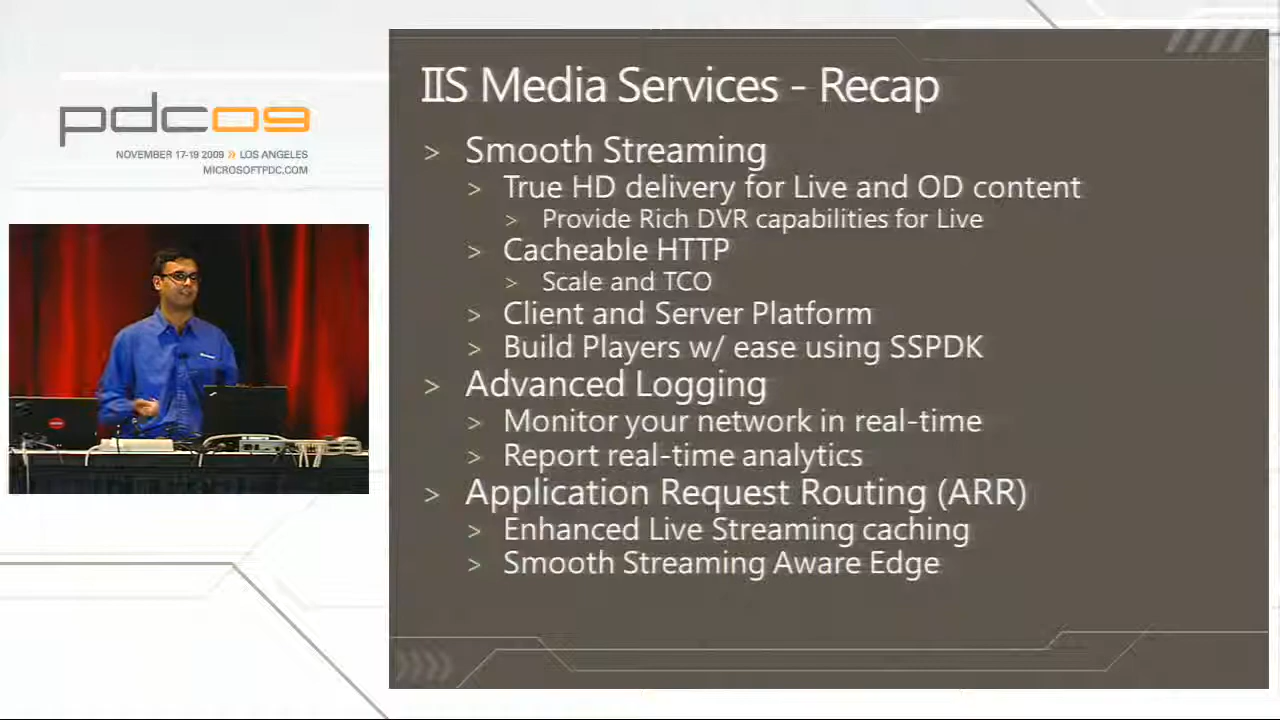 pdc09
NOVEMBER 17-19 2009 » LOS ANGELES
MICROSOFTPDC.COM
IIS Media Services - Recap
> Smooth Streaming
> True HD delivery for Live and OD content
> Provide Rich DVR capabilities for Live
> Cacheable HTTP
> Scale and TCO
> Client and Server Platform
> Build Players w/ ease using SSPDK
> Advanced Logging
> Monitor your network in real-time
> Report real-time analytics
> Application Request Routing (ARR)
> Enhanced Live Streaming caching
> Smooth Streaming Aware Edge